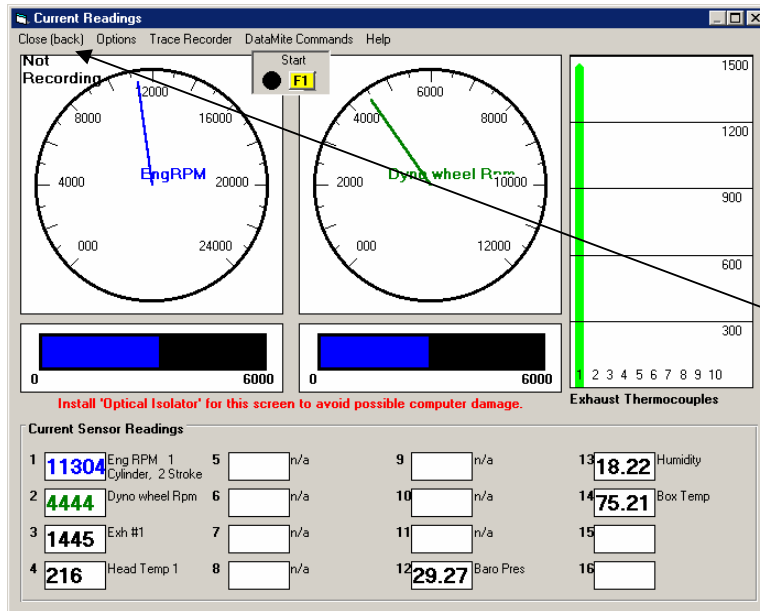 Current Readings
Close (back) Options Trace Recorder DataMite Commands Help
Not Recording
Start
F1
000
4000
8000
12000
16000
20000
24000
EngRPM
000
2000
4000
6000
8000
10000
12000
Dyno wheel Rpm
1500
1200
900
600
300
1 2 3 4 5 6 7 8 9 10
Exhaust Thermocouples
0 6000
0 6000
Install 'Optical Isolator' for this screen to avoid possible computer damage.
Current Sensor Readings
1 11304 Eng RPM 1 Cylinder, 2 Stroke
2 4444 Dyno wheel Rpm
3 1445 Exh #1
4 216 Head Temp 1
5 n/a
6 n/a
7 n/a
8 n/a
9 n/a
10 n/a
11 n/a
12 29.27 Baro Pres
13 18.22 Humidity
14 75.21 Box Temp
15
16